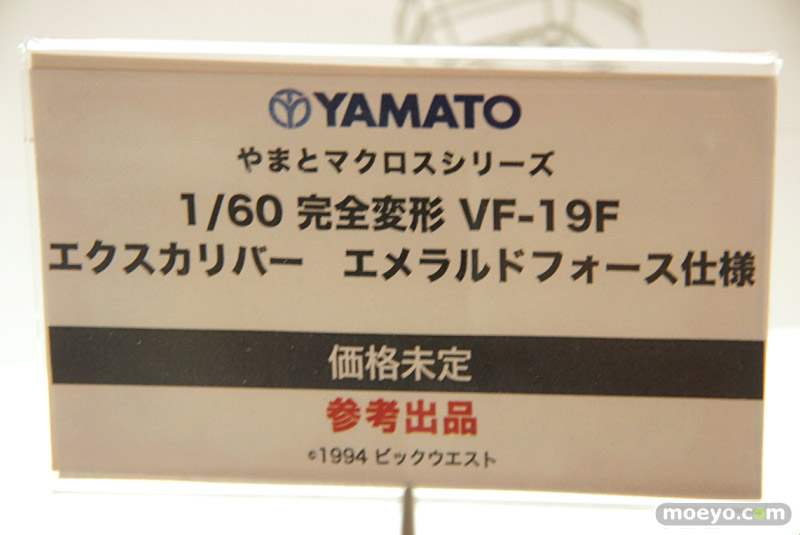 YAMATO
やまとマクロスシリーズ
1/60 完全変形 VF-19F
エクスカリバー　エメラルドフォース仕様
価格未定
参考出品
©1994 ビックウエスト
moeyo.com